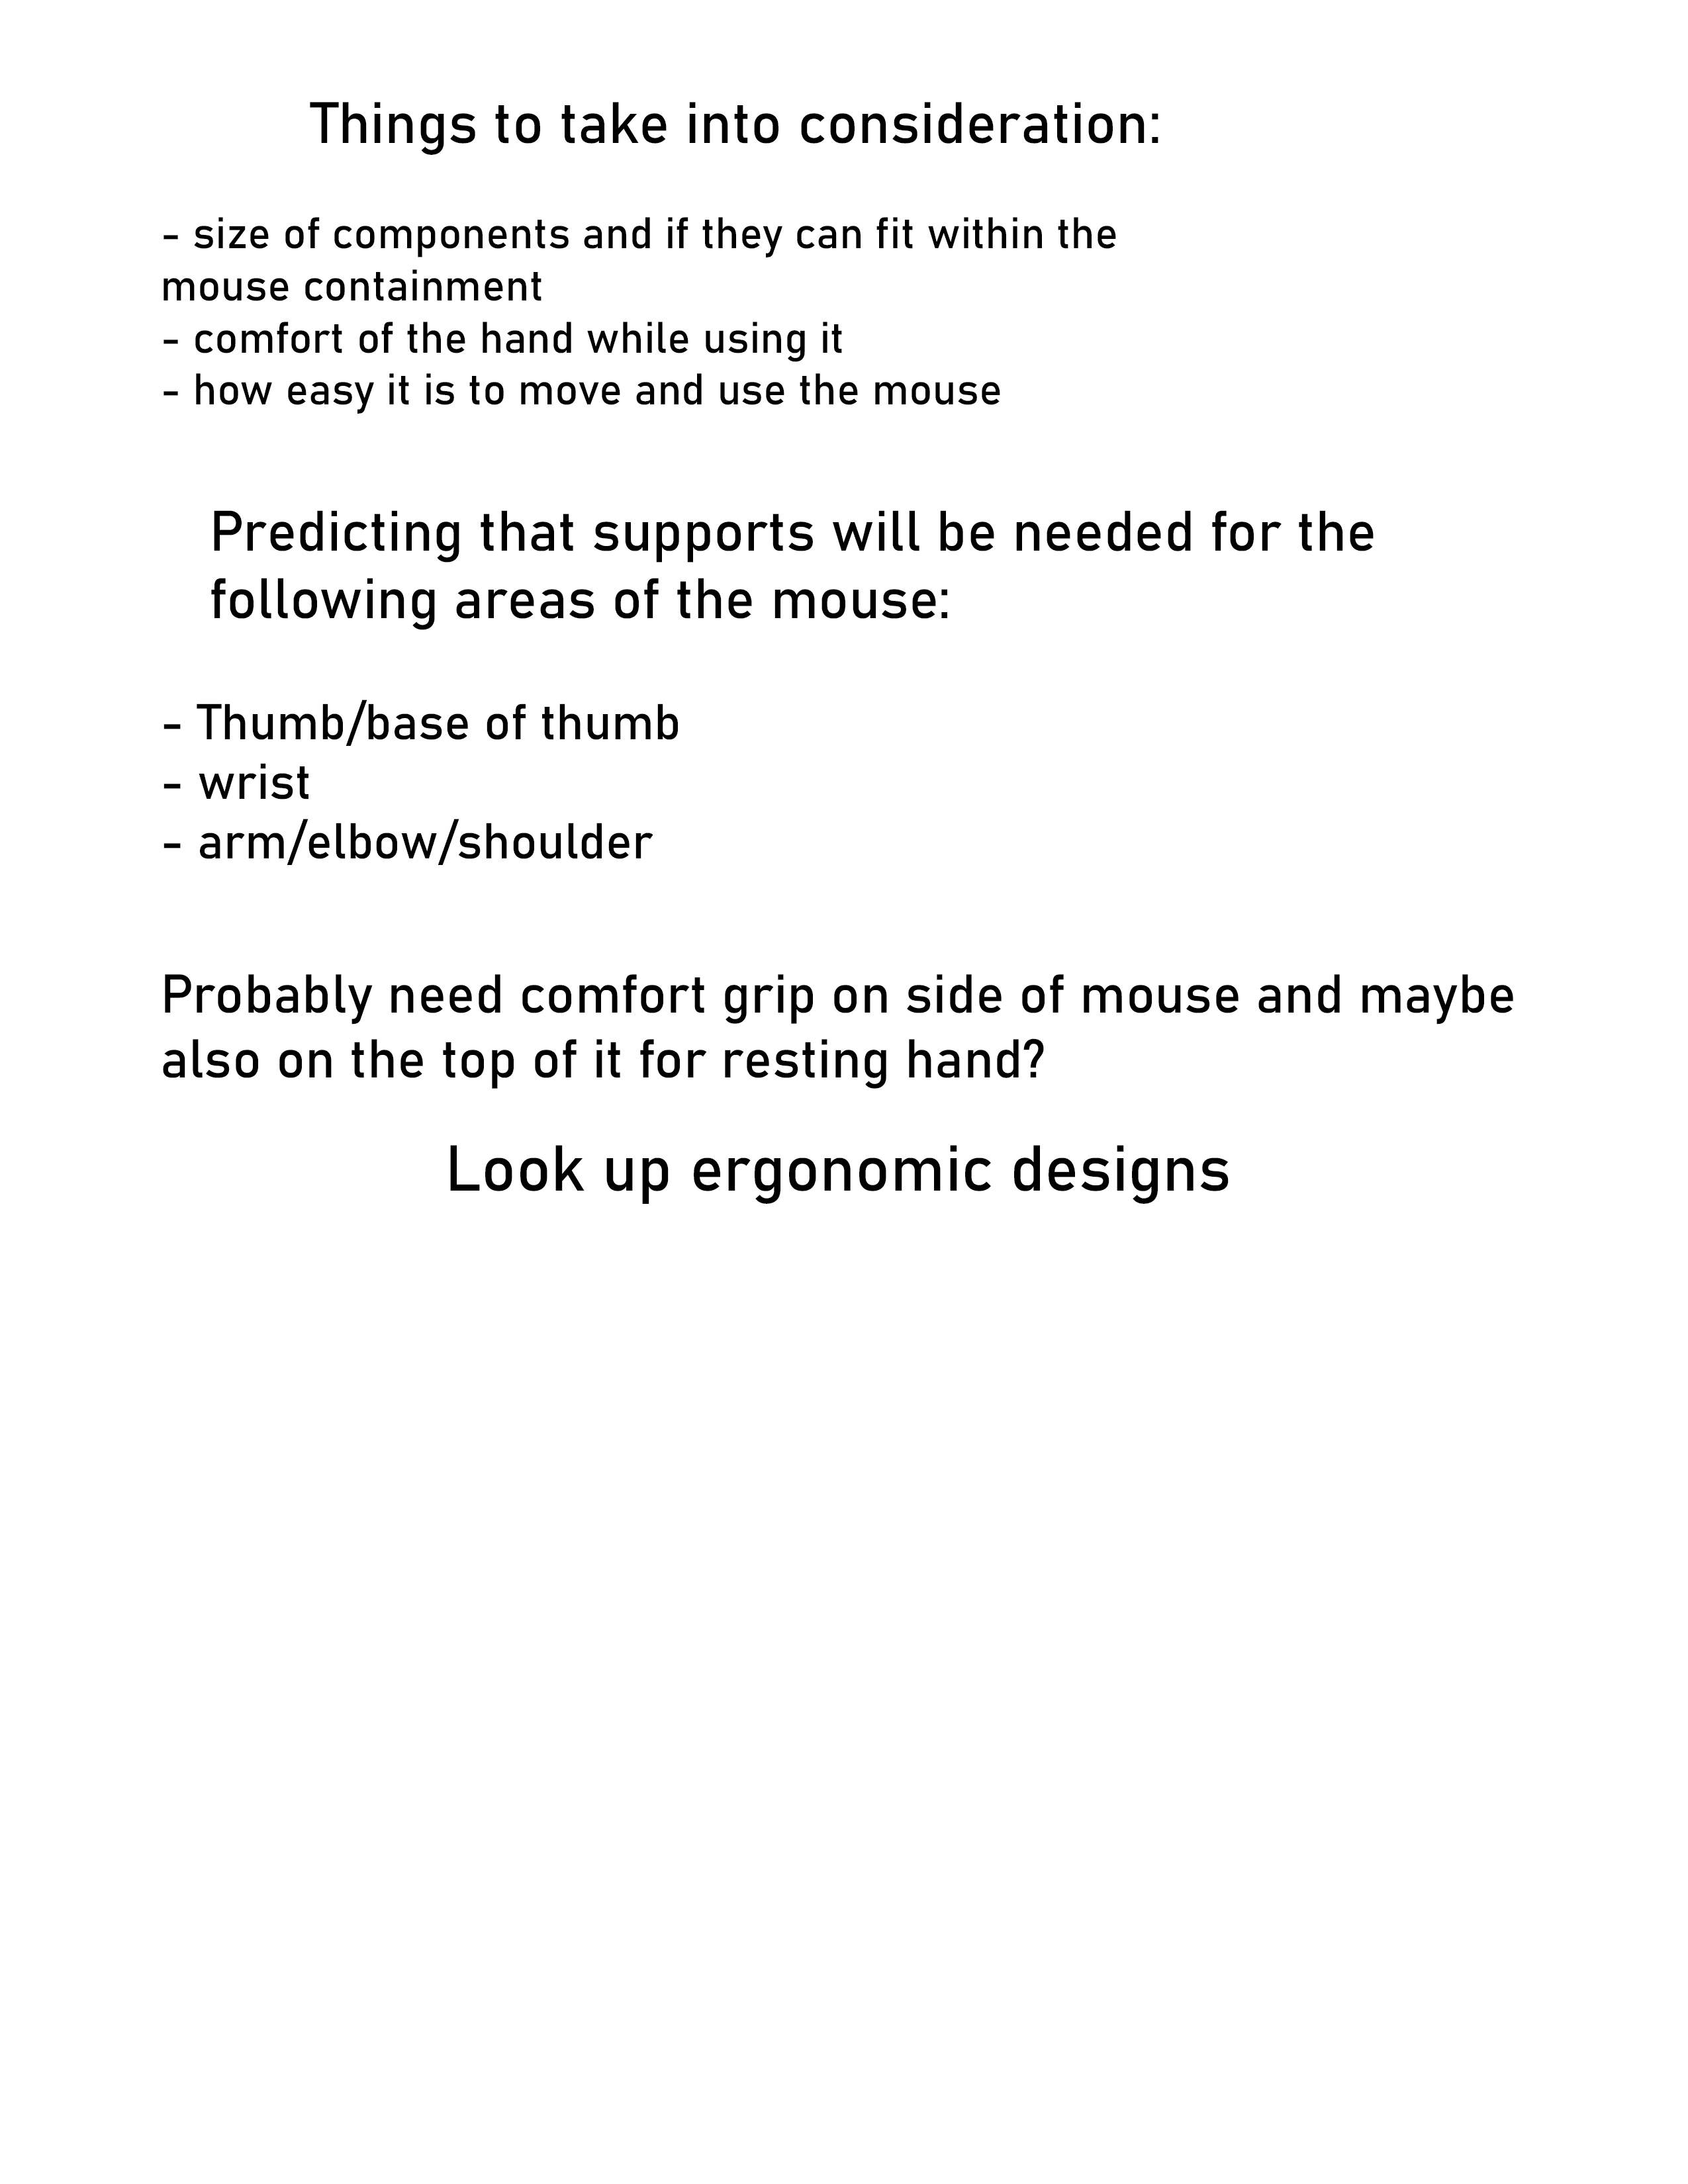 Things to take into consideration:
- size of components and if they can fit within the
mouse containment
- comfort of the hand while using it
- how easy it is to move and use the mouse
Predicting that supports will be needed for the
following areas of the mouse:
- Thumb/base of thumb
- wrist
- arm/elbow/shoulder
Probably need comfort grip on side of mouse and maybe
also on the top of it for resting hand?
Look up ergonomic designs